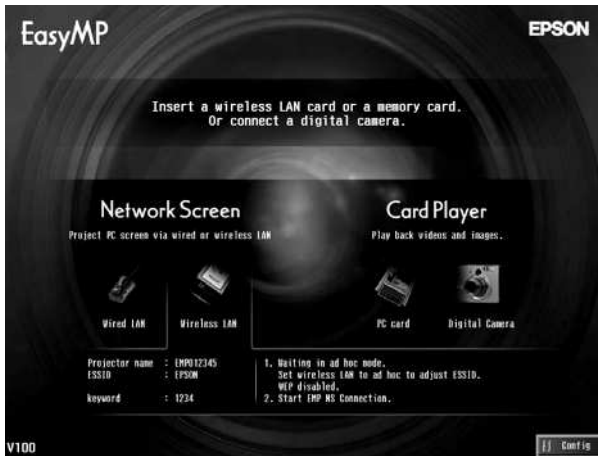 EasyMP
EPSON
Insert a wireless LAN card or a memory card.
Or connect a digital camera.
Network Screen
Project PC screen via wired or wireless LAN
Card Player
Play back videos and images.
Wired LAN
Wireless LAN
PC card
Digital Camera
Projector name : EMP012345
ESSID : EPSON
keyword : 1234
1. Waiting in ad hoc mode.
Set wireless LAN to ad hoc to adjust ESSID.
WEP disabled.
2. Start EMP NS Connection.
V100
Config